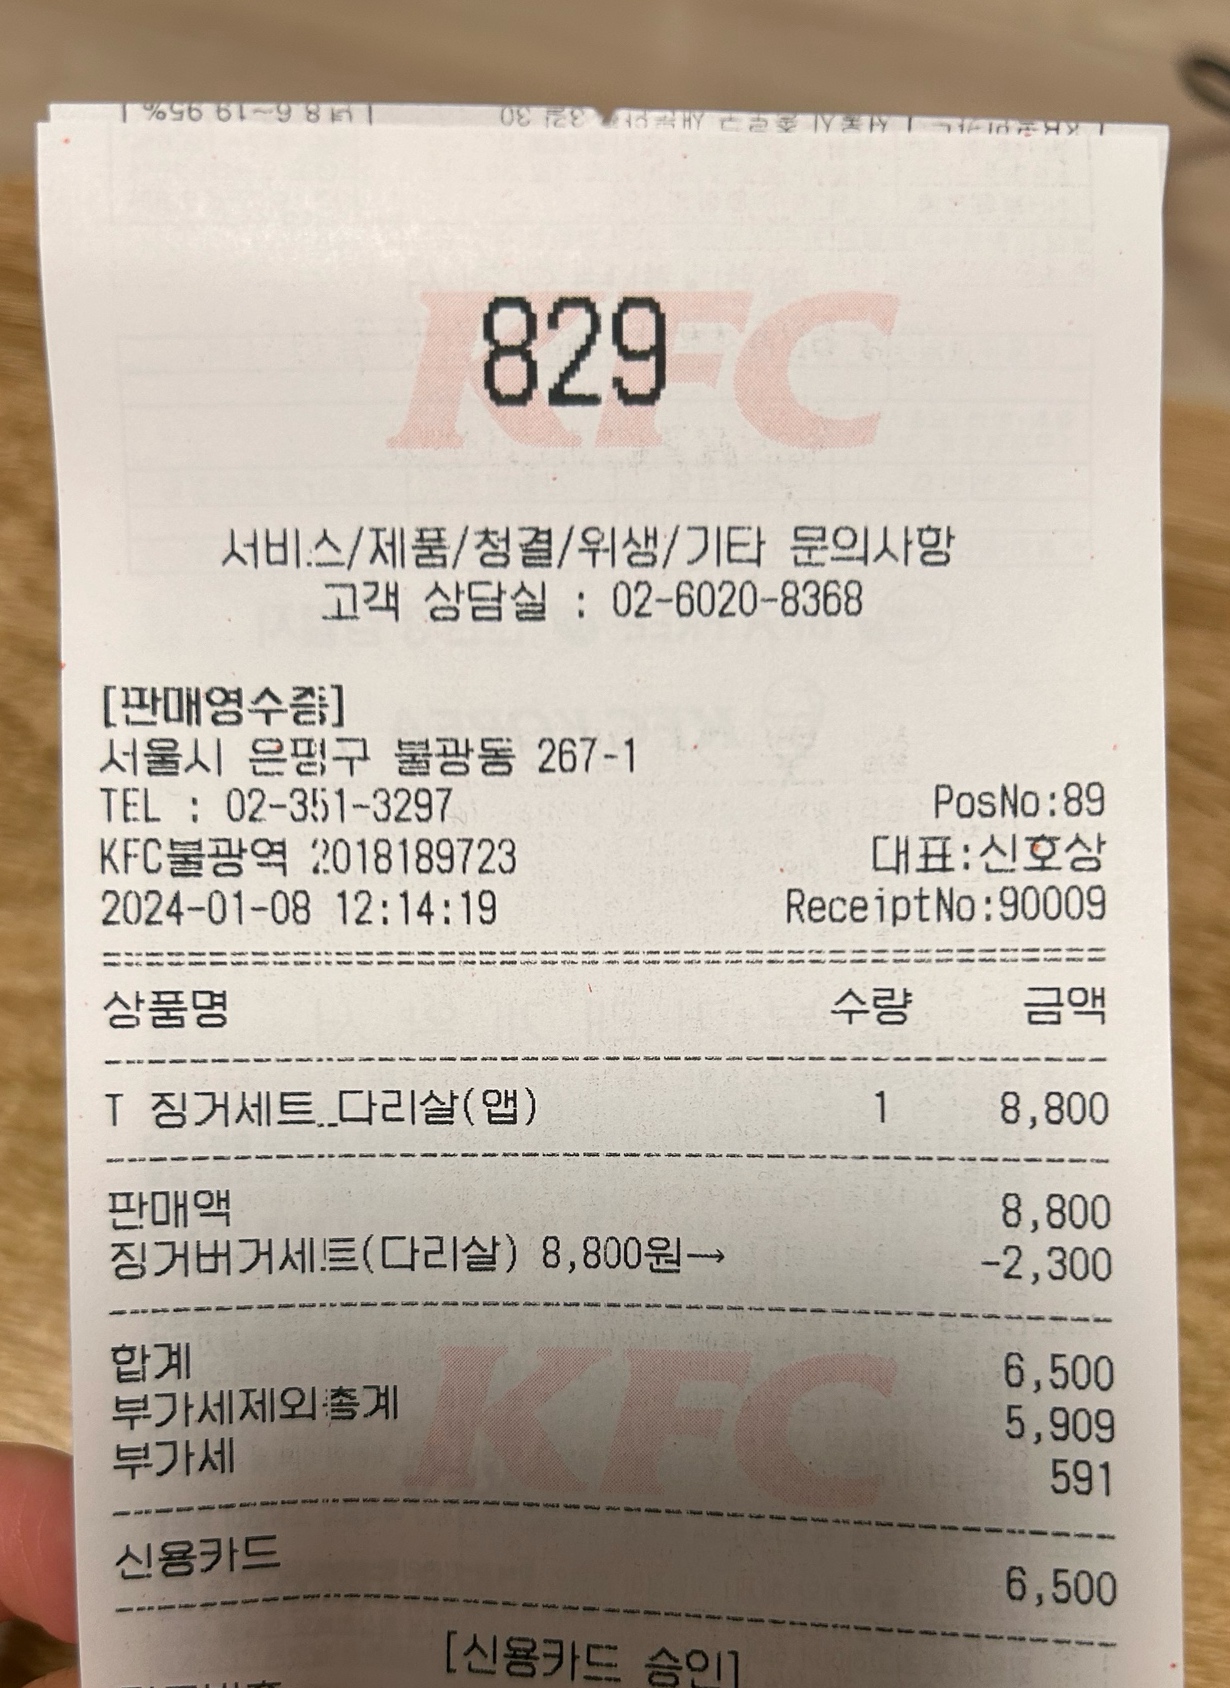 KFC
829
서비스/제품/청결/위생/기타 문의사항
고객 상담실 : 02-6020-8368
[판매영수증]
서울시 은평구 불광동 267-1
TEL : 02-351-3297 PosNo:89
KFC불광역 2018189723 대표:신호상
2024-01-08 12:14:19 ReceiptNo:90009
상품명 수량 금액
T 징거세트_다리살(앱) 1 8,800
판매액 8,800
징거버거세트(다리살) 8,800원→ -2,300
합계 6,500
KFC
부가세제외총계 5,909
부가세 591
신용카드 6,500
[신용카드 승인]